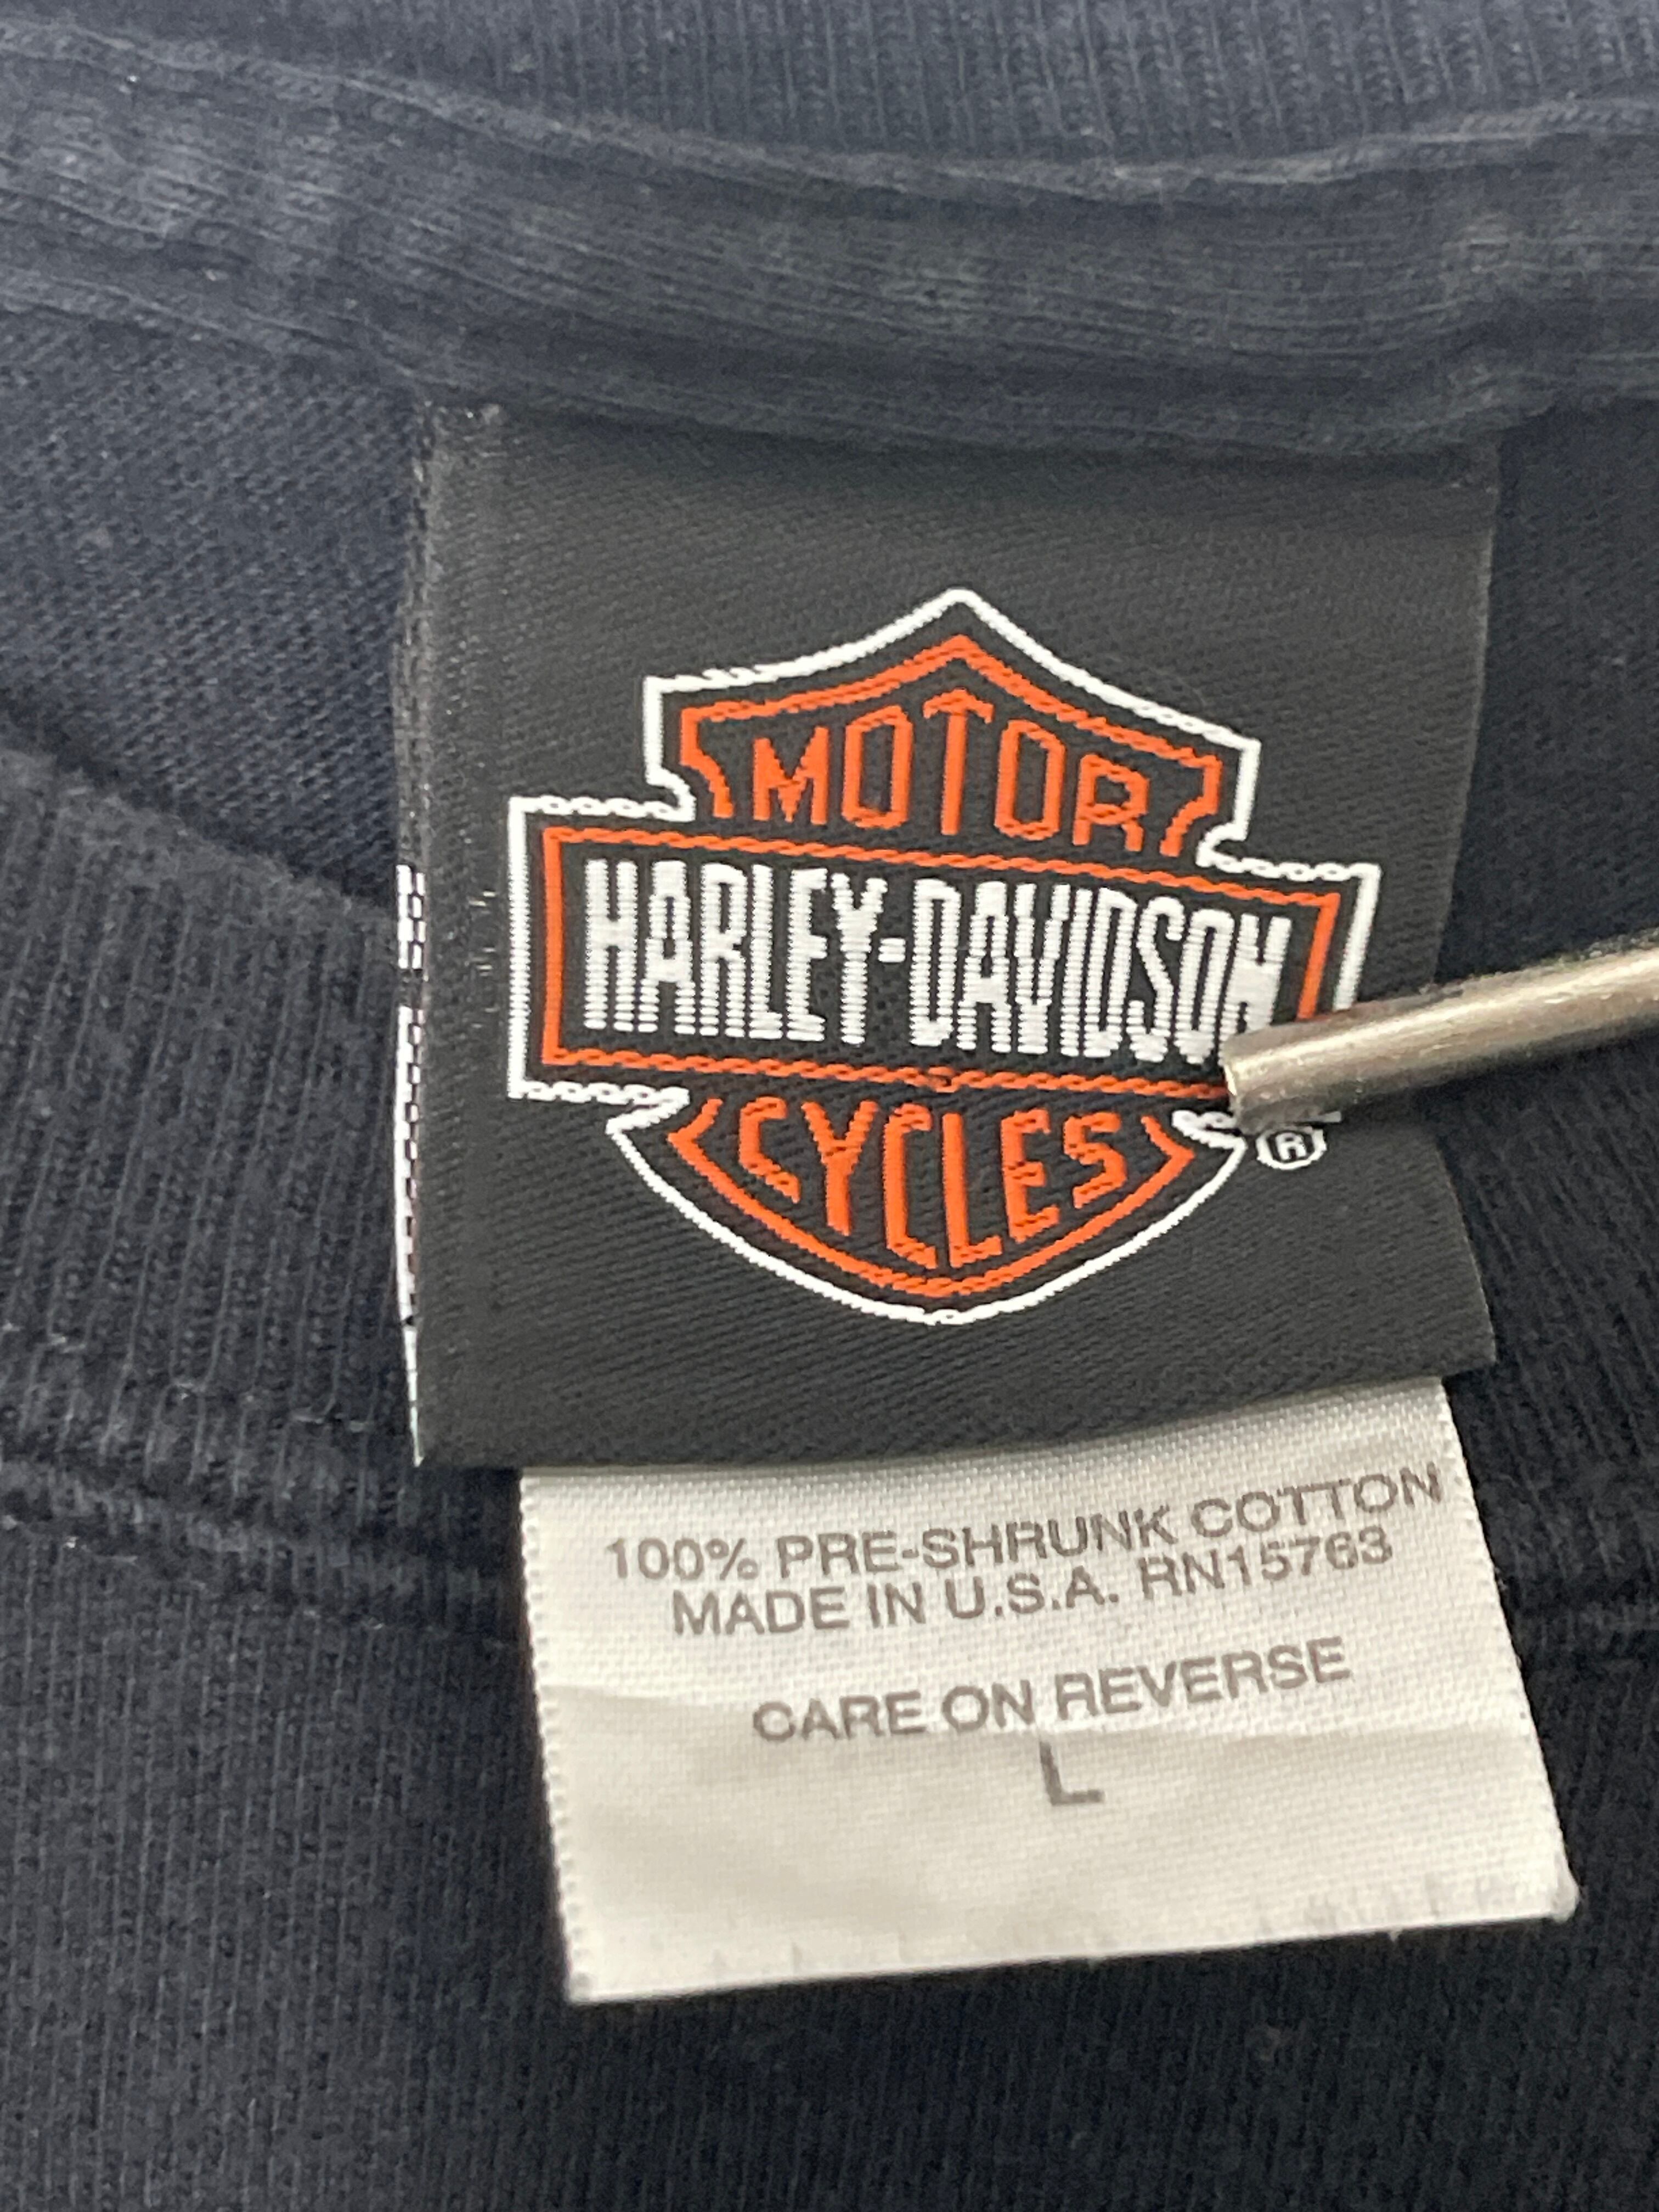 MOTOR
HARLEY-DAVIDSON
CYCLES
®
100% PRE-SHRUNK COTTON
MADE IN U.S.A. RN15763
CARE ON REVERSE
L